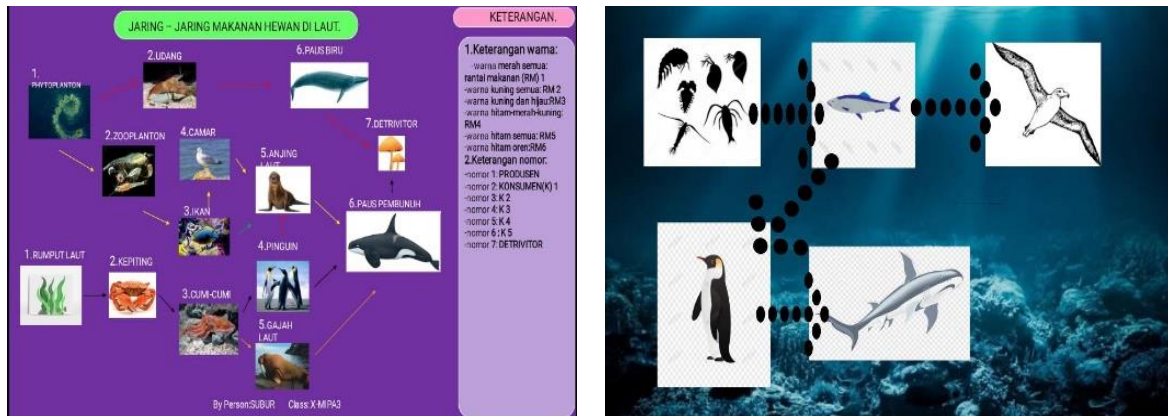 JARING – JARING MAKANAN HEWAN DI LAUT.
KETERANGAN.
1.
PHYTOPLANTON
2.UDANG
6.PAUS BIRU
2.ZOOPLANTON
4.CAMAR
5.ANJING
LAUT
7.DETRIVITOR
3.IKAN
6.PAUS PEMBUNUH
1.RUMPUT LAUT
2.KEPITING
4.PINGUIN
3.CUMI-CUMI
5.GAJAH
LAUT
By Person:SUBUR Class:X-MIPA3
1.Keterangan warna:
-warna merah semua:
rantai makanan (RM) 1
-warna kuning semua: RM 2
-warna kuning dan hijau:RM3
-warna hitam-merah-kuning:
RM4
-warna hitam semua: RM5
-warna hitam oren:RM6
2.Keterangan nomor:
-nomor 1: PRODUSEN
-nomor 2: KONSUMEN(K) 1
-nomor 3: K 2
-nomor 4: K 3
-nomor 5: K 4
-nomor 6 : K 5
-nomor 7: DETRIVITOR